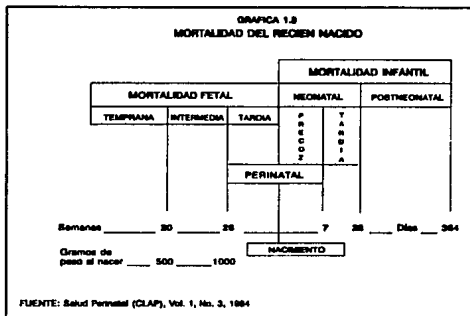 GRAFICA 1.2
MORTALIDAD DEL RECIEN NACIDO
MORTALIDAD INFANTIL
MORTALIDAD FETAL
NEONATAL
POSTNEONATAL
TEMPRANA
INTERMEDIA
TARDIA
PRECOZ
TARDIA
PERINATAL
Semanas 20 28 7 28 Días 364
NACIMIENTO
Gramos de
peso al nacer 500 1000
FUENTE: Salud Perinatal (CLAP), Vol. 1, No. 3, 1984